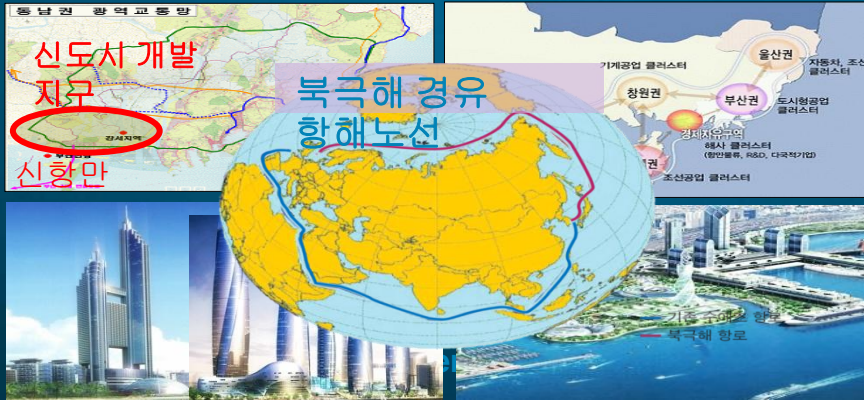 동남권 광역교통망
신도시 개발
지구
강서지역
신항만
북극해 경유
항해노선
기계공업 클러스터
울산권
자동차, 조선
클러스터
창원권
부산권
도시형공업
클러스터
경제자유구역
해사 클러스터
(항만물류, R&D, 다국적기업)
조선공업 클러스터
북극해 항로